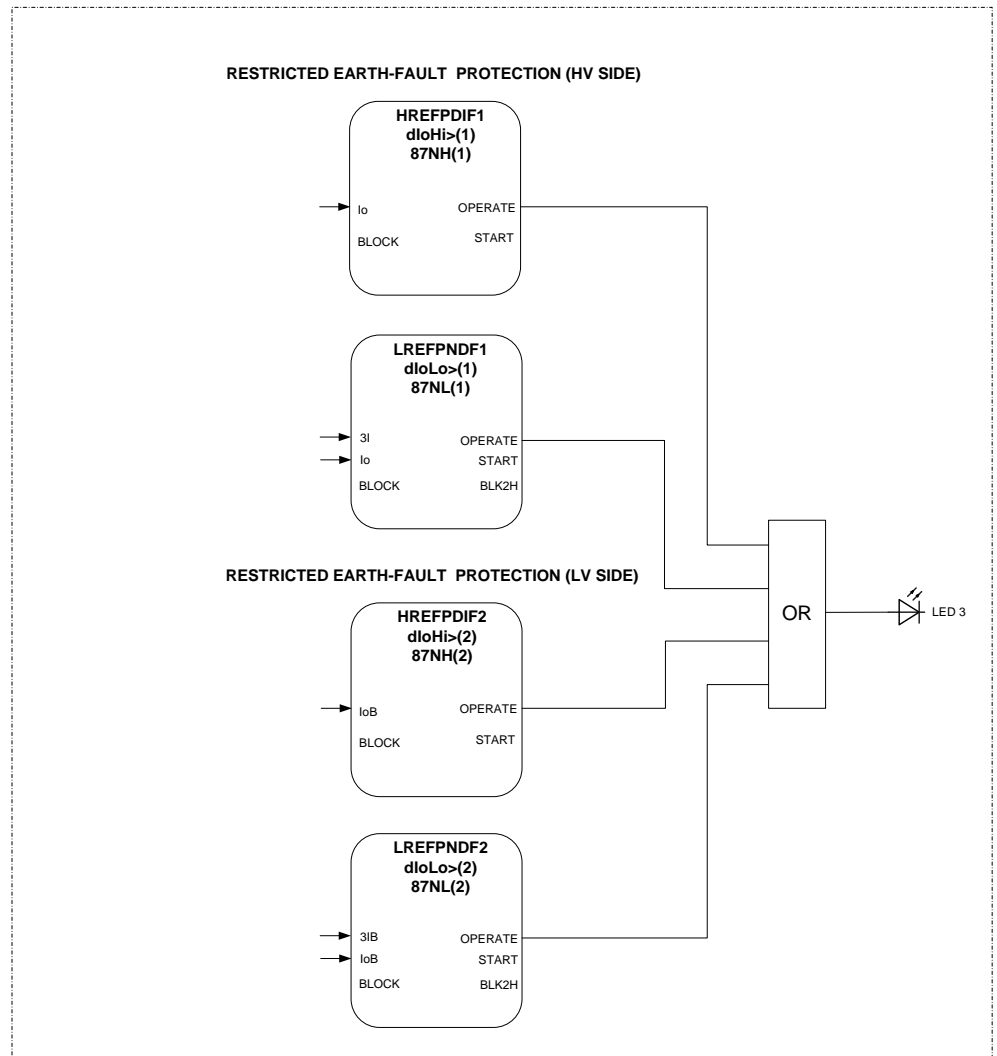 RESTRICTED EARTH-FAULT PROTECTION (HV SIDE)
HREFPDIF1
dIoHi>(1)
87NH(1)
Io
OPERATE
BLOCK
START
LREFPNDF1
dIoLo>(1)
87NL(1)
3I
OPERATE
Io
START
BLOCK
BLK2H
RESTRICTED EARTH-FAULT PROTECTION (LV SIDE)
HREFPDIF2
dIoHi>(2)
87NH(2)
IoB
OPERATE
BLOCK
START
LREFPNDF2
dIoLo>(2)
87NL(2)
3IB
OPERATE
IoB
START
BLOCK
BLK2H
OR
LED 3